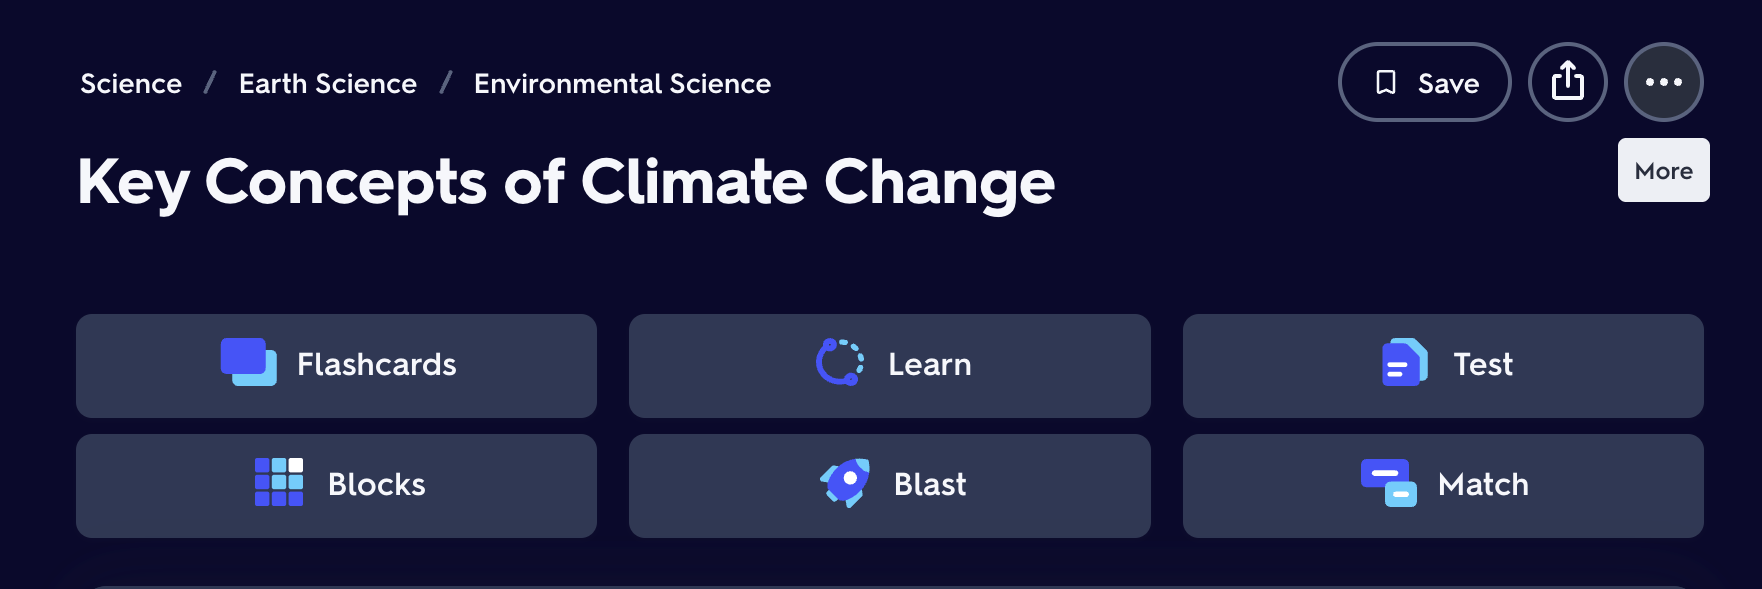 Science / Earth Science / Environmental Science
Save
More
Key Concepts of Climate Change
Flashcards
Learn
Test
Blocks
Blast
Match